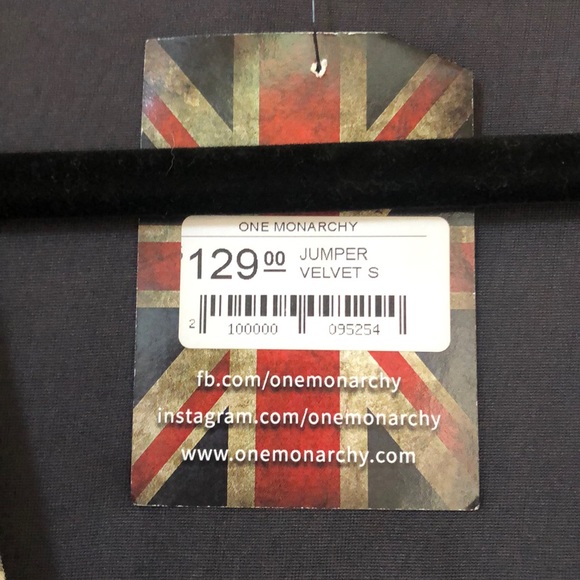 ONE MONARCHY
129 00 JUMPER
VELVET S
2 100000 095254
fb.com/onemonarchy
instagram.com/onemonarchy
www.onemonarchy.com